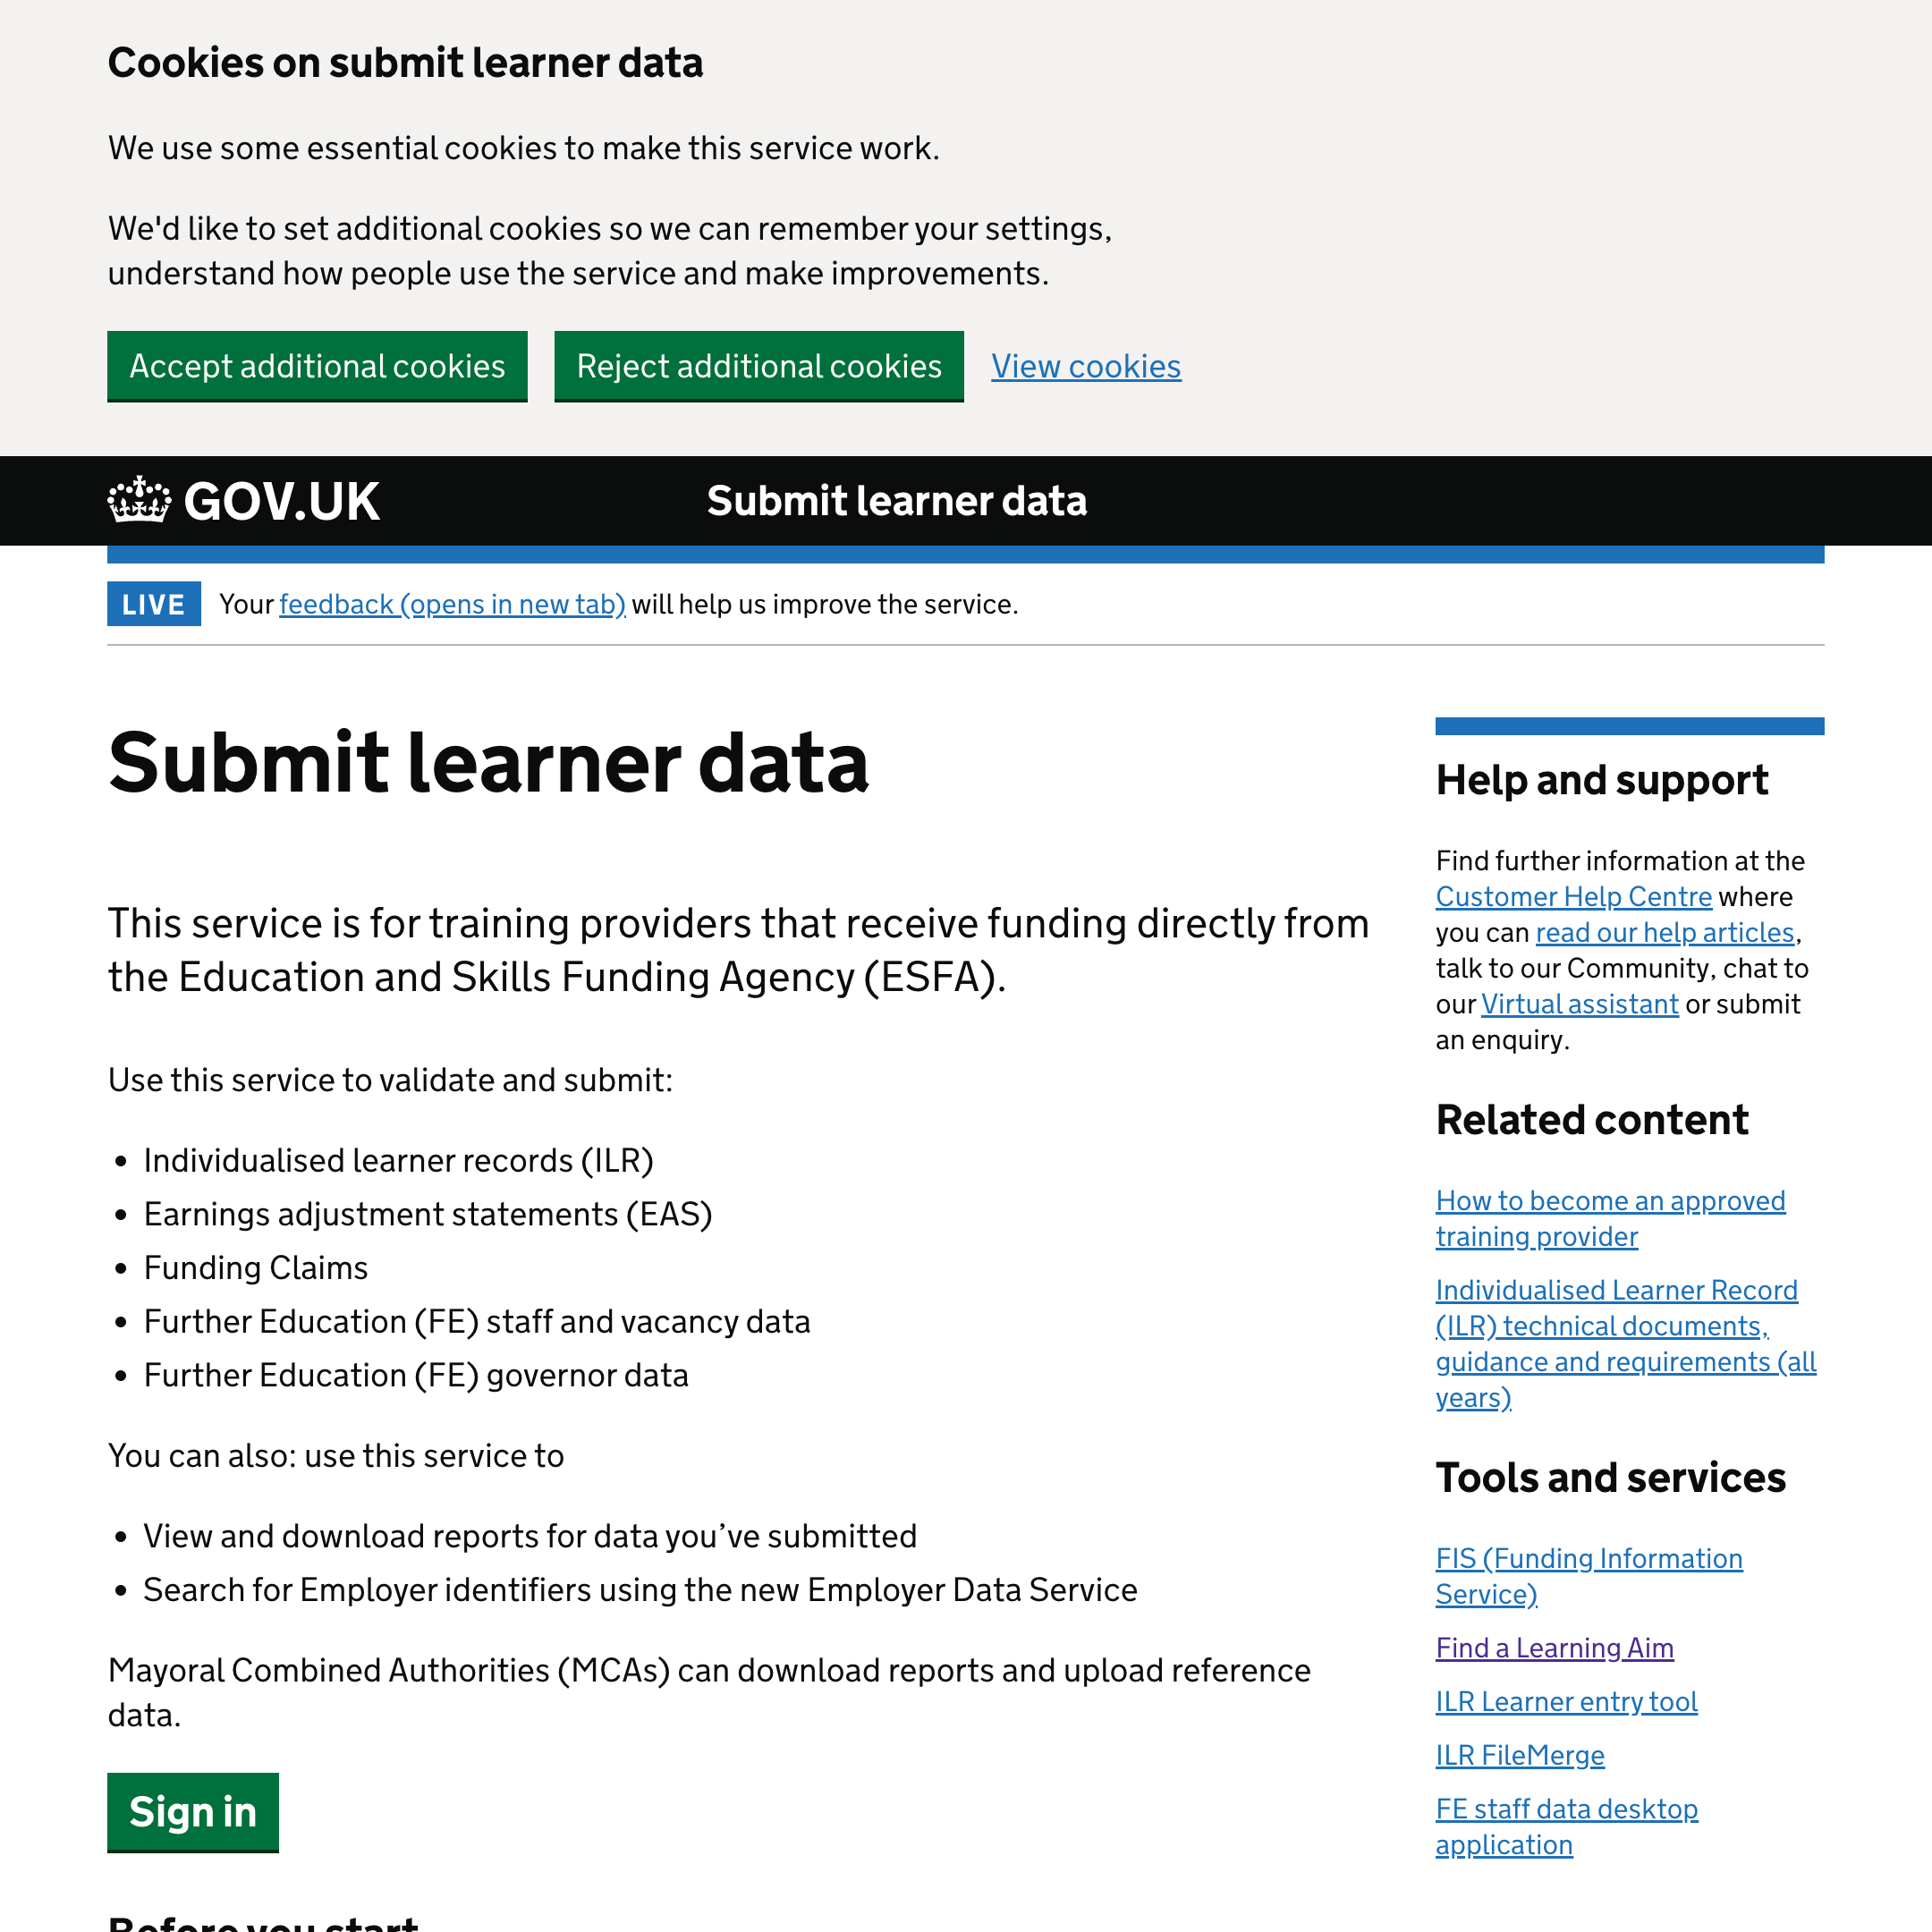 Cookies on submit learner data
We use some essential cookies to make this service work.
We'd like to set additional cookies so we can remember your settings,
understand how people use the service and make improvements.
Accept additional cookies
Reject additional cookies
View cookies
GOV.UK
Submit learner data
LIVE
Your feedback (opens in new tab) will help us improve the service.
Submit learner data
This service is for training providers that receive funding directly from
the Education and Skills Funding Agency (ESFA).
Use this service to validate and submit:
Individualised learner records (ILR)
Earnings adjustment statements (EAS)
Funding Claims
Further Education (FE) staff and vacancy data
Further Education (FE) governor data
You can also: use this service to
View and download reports for data you’ve submitted
Search for Employer identifiers using the new Employer Data Service
Mayoral Combined Authorities (MCAs) can download reports and upload reference
data.
Sign in
Before you start
Help and support
Find further information at the
Customer Help Centre where
you can read our help articles,
talk to our Community, chat to
our Virtual assistant or submit
an enquiry.
Related content
How to become an approved
training provider
Individualised Learner Record
(ILR) technical documents,
guidance and requirements (all
years)
Tools and services
FIS (Funding Information
Service)
Find a Learning Aim
ILR Learner entry tool
ILR FileMerge
FE staff data desktop
application